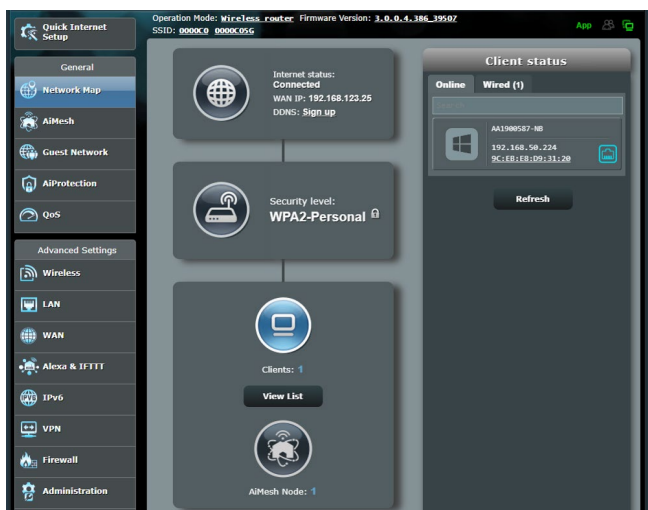 Quick Internet
Setup
Operation Mode: Wireless router Firmware Version: 3.0.0.4.386_39507
SSID: 0000C0 0000C05G
App
General
Network Map
AiMesh
Guest Network
AiProtection
QoS
Advanced Settings
Wireless
LAN
WAN
Alexa & IFTTT
IPv6
VPN
Firewall
Administration
Internet status:
Connected
WAN IP: 192.168.123.25
DDNS: Sign up
Security level:
WPA2-Personal
Clients: 1
View List
AiMesh Node: 1
Client status
Online Wired (1)
AA1900587-NB
192.168.50.224
9C:EB:E8:D9:31:20
Refresh